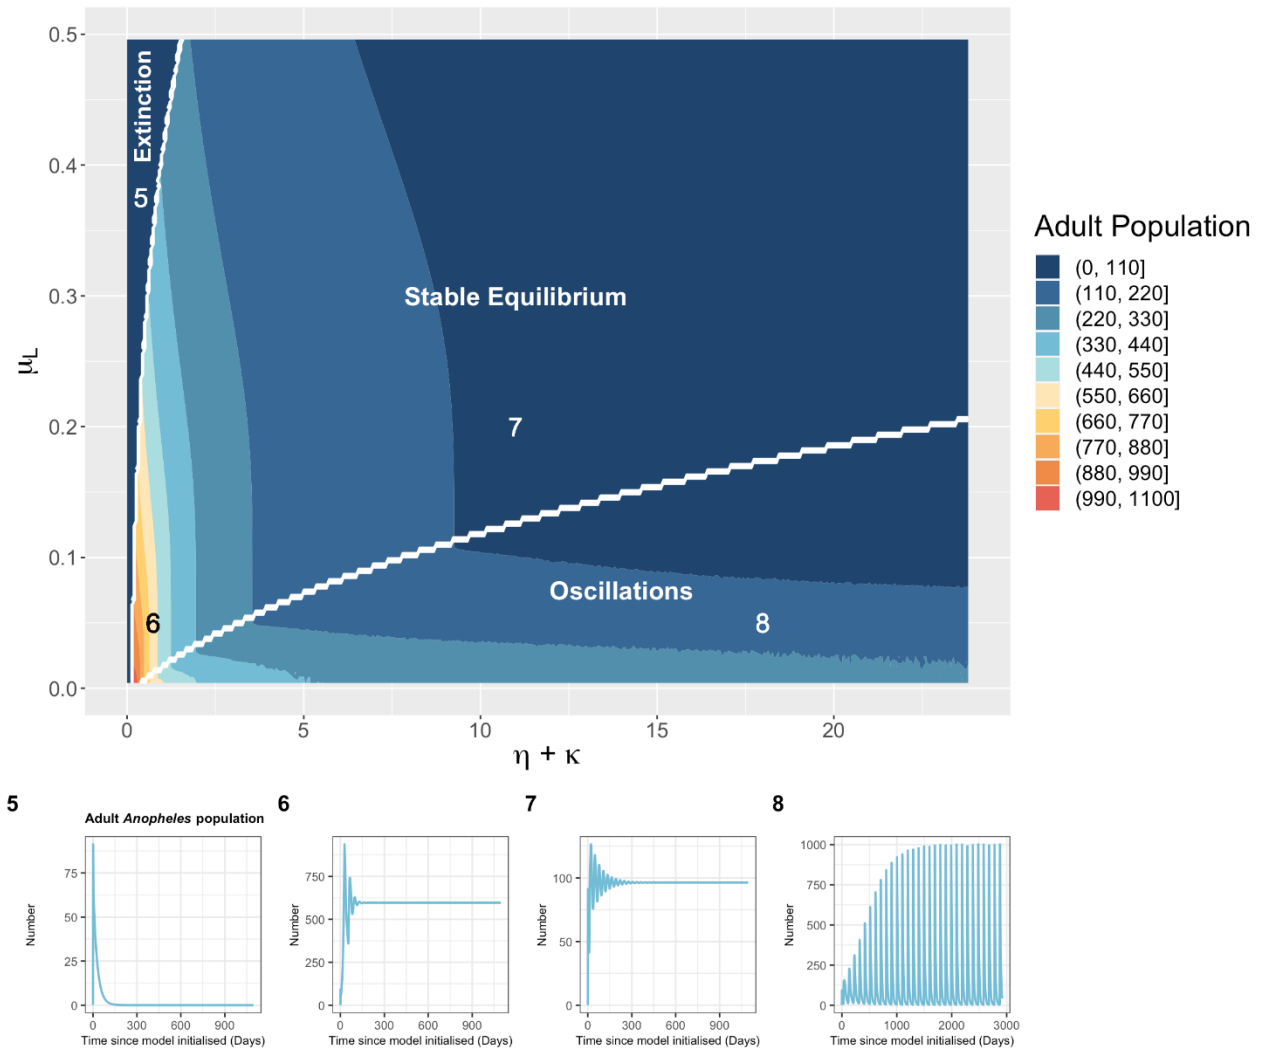 0.5
0.4
0.3
0.2
0.1
0.0
μL
Extinction
5
Stable Equilibrium
7
Oscillations
6
8
0
5
10
15
20
η + κ
Adult Population
(0, 110]
(110, 220]
(220, 330]
(330, 440]
(440, 550]
(550, 660]
(660, 770]
(770, 880]
(880, 990]
(990, 1100]
5
Adult Anopheles population
Number
75
50
25
0
0 300 600 900
Time since model initialised (Days)
6
Number
750
500
250
0
0 300 600 900
Time since model initialised (Days)
7
Number
100
50
0
0 300 600 900
Time since model initialised (Days)
8
Number
1000
750
500
250
0
0 1000 2000 3000
Time since model initialised (Days)